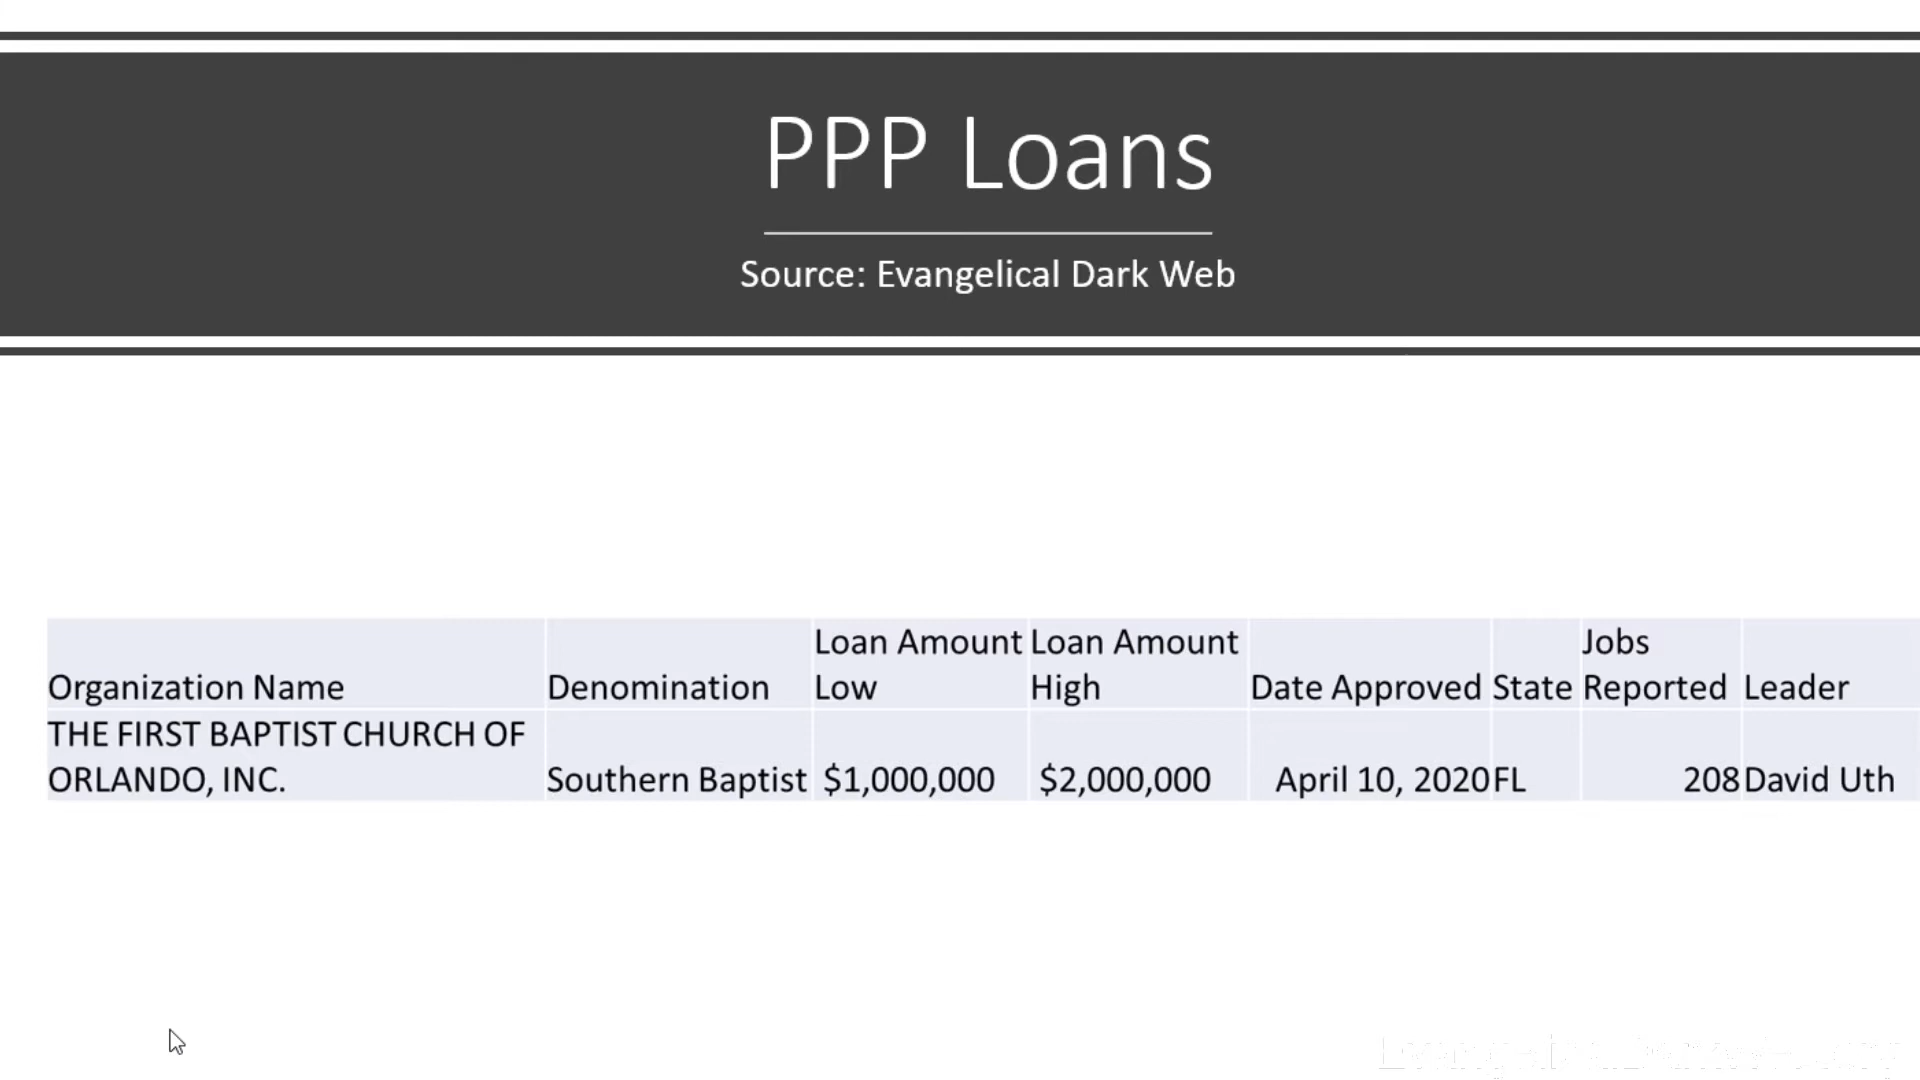 PPP Loans
Source: Evangelical Dark Web
Organization Name Denomination Loan Amount Low Loan Amount High Date Approved State Jobs Reported Leader
THE FIRST BAPTIST CHURCH OF ORLANDO, INC. Southern Baptist $1,000,000 $2,000,000 April 10, 2020 FL 208 David Uth